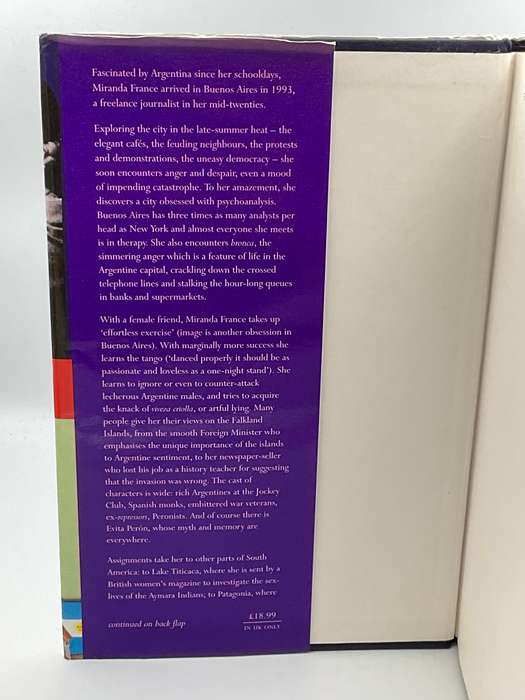 Fascinated by Argentina since her schooldays,
Miranda France arrived in Buenos Aires in 1993,
a freelance journalist in her mid-twenties.
Exploring the city in the late-summer heat – the
elegant cafés, the feuding neighbours, the protests
and demonstrations, the uneasy democracy – she
soon encounters anger and despair, even a mood
of impending catastrophe. To her amazement, she
discovers a city obsessed with psychoanalysis.
Buenos Aires has three times as many analysts per
head as New York and almost everyone she meets
is in therapy. She also encounters bronca, the
simmering anger which is a feature of life in the
Argentine capital, crackling down the crossed
telephone lines and stalking the hour-long queues
in banks and supermarkets.
With a female friend, Miranda France takes up
‘effortless exercise’ (image is another obsession in
Buenos Aires). With marginally more success she
learns the tango (‘danced properly it should be as
passionate and loveless as a one-night stand’). She
learns to ignore or even to counter-attack
lecherous Argentine males, and tries to acquire
the knack of viveza criolla, or artful lying. Many
people give her their views on the Falkland
Islands, from the smooth Foreign Minister who
emphasises the unique importance of the islands
to Argentine sentiment, to her newspaper-seller
who lost his job as a history teacher for suggesting
that the invasion was wrong. The cast of
characters is wide: rich Argentines at the Jockey
Club, Spanish monks, embittered war veterans,
ex-repressors, Peronists. And of course there is
Evita Perón, whose myth and memory are
everywhere.
Assignments take her to other parts of South
America: to Lake Titicaca, where she is sent by a
British women's magazine to investigate the sex-
lives of the Aymara Indians; to Patagonia, where
continued on back flap
£18.99
IN UK ONLY